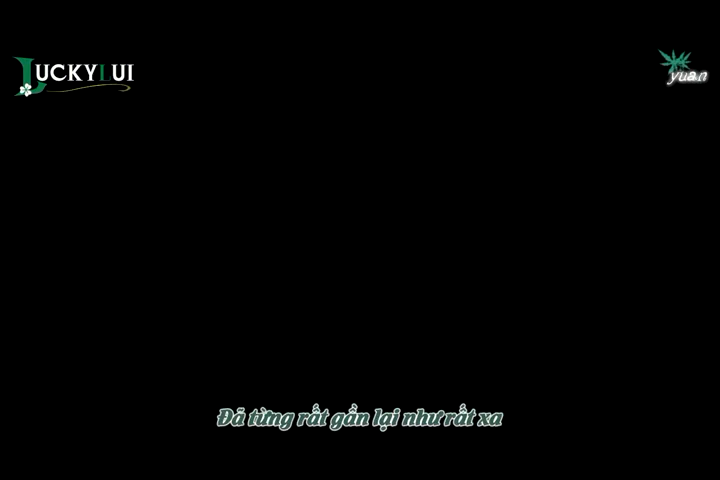 LUCKYLUI
yuan
Đã từng rất gần lại như rất xa